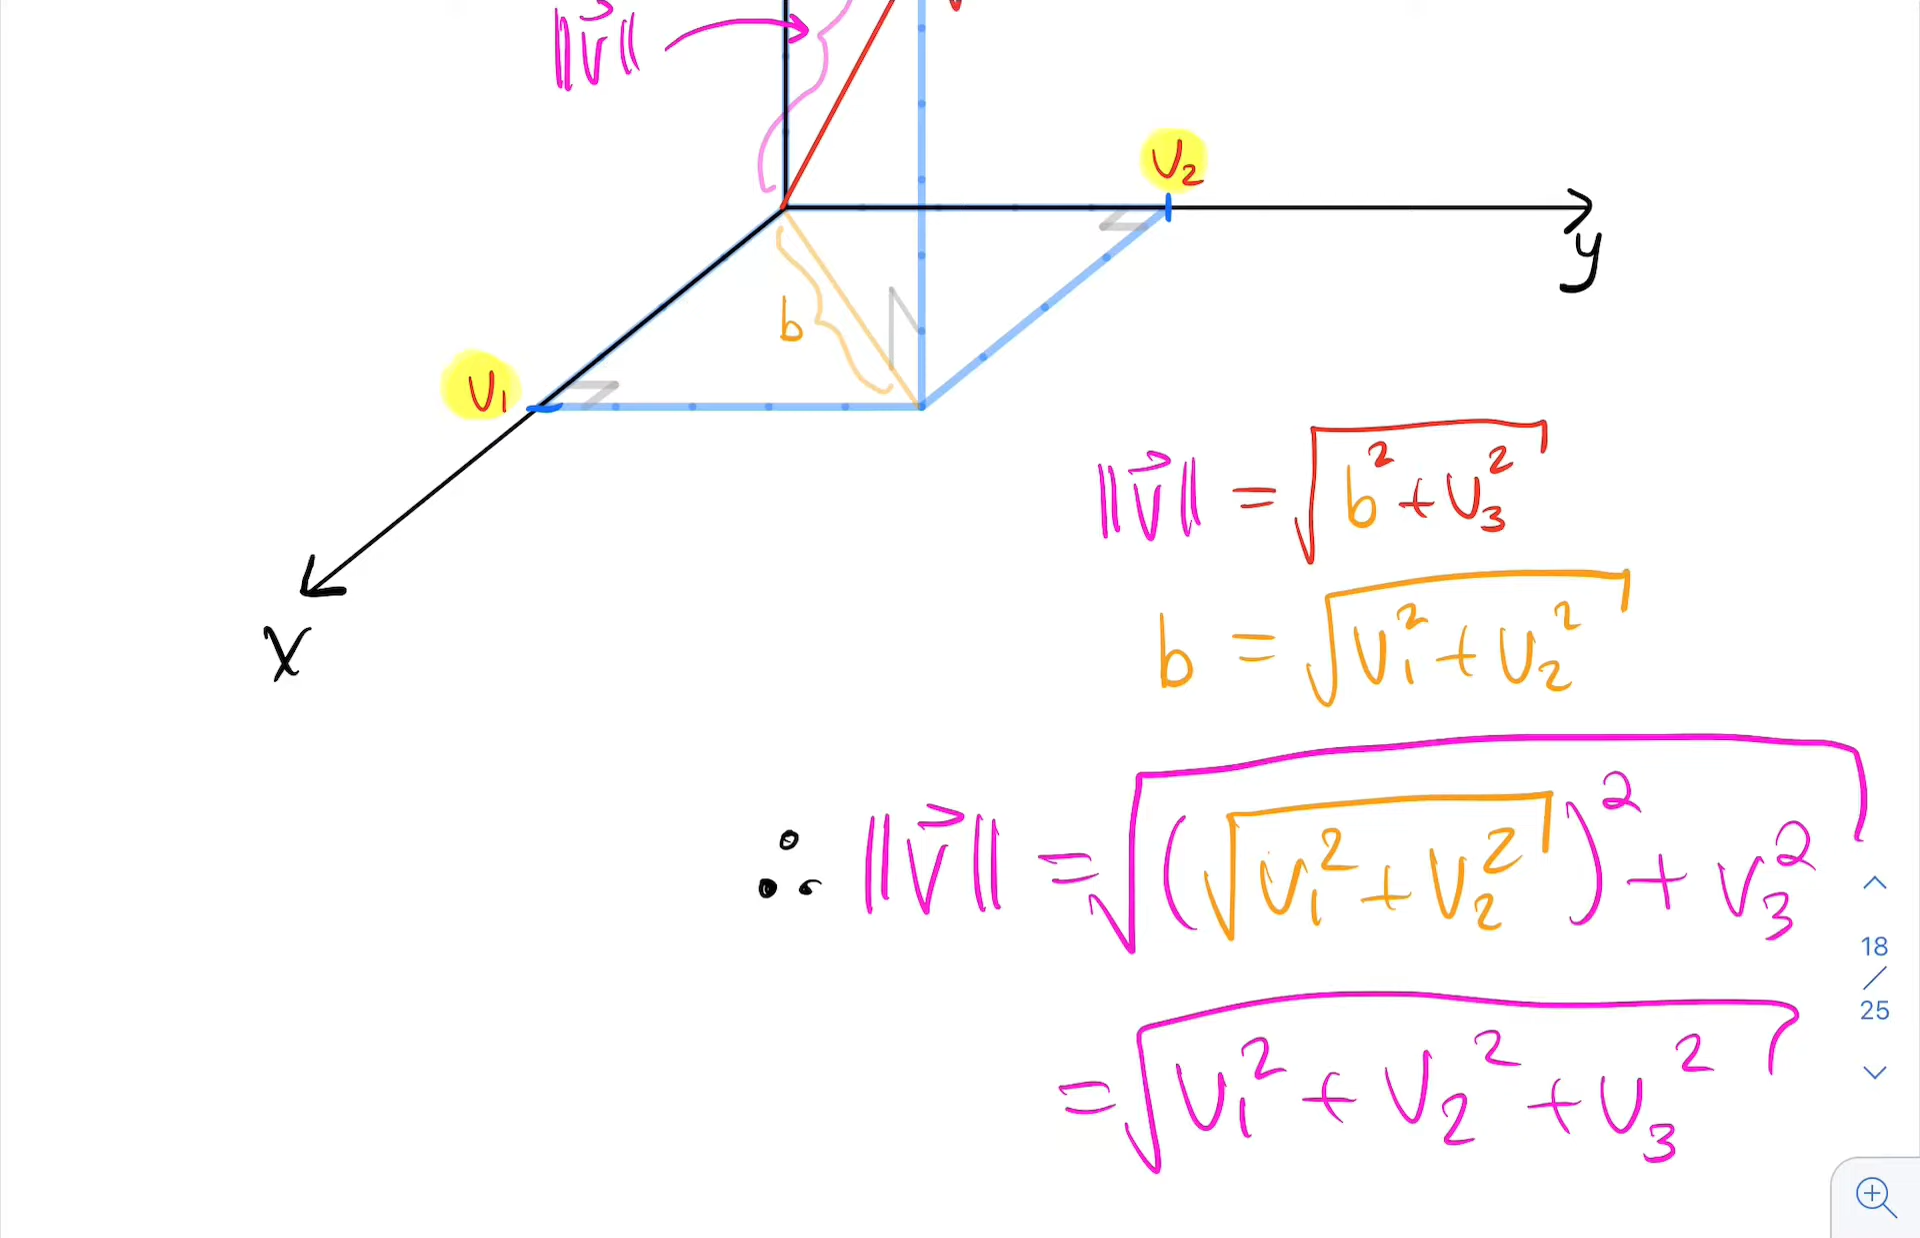 ‖v⃗‖
v₂
y
b
v₁
‖v⃗‖ = √(b² + v₃²)
x
b = √(v₁² + v₂²)
∴ ‖v⃗‖ = √((√(v₁² + v₂²))² + v₃²)
= √(v₁² + v₂² + v₃²)
18
/
25